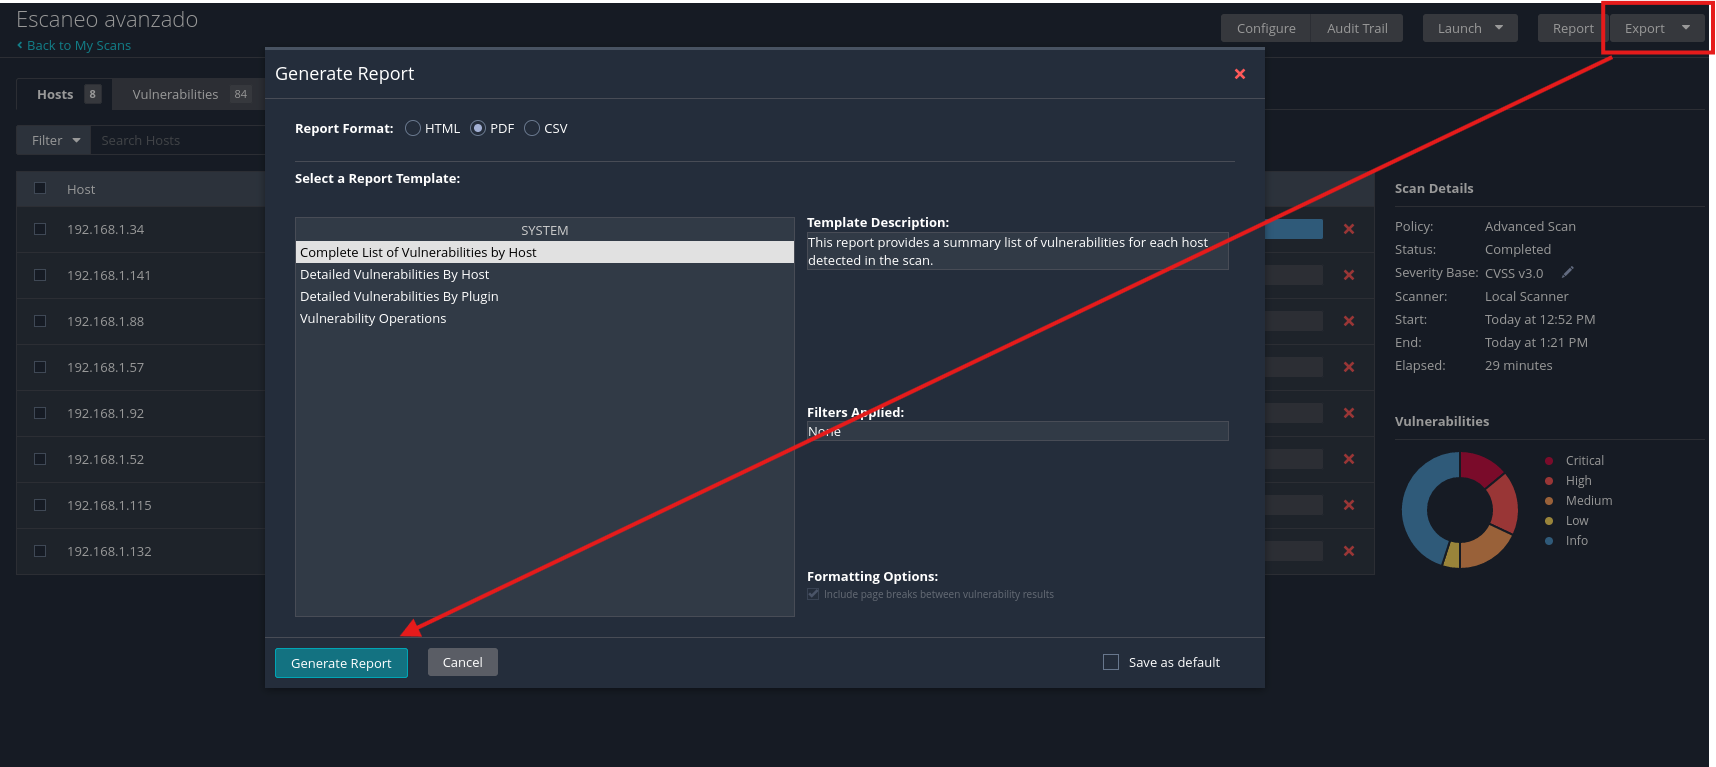 Escaneo avanzado
Back to My Scans
Configure
Audit Trail
Launch
Report
Export
Hosts 8
Vulnerabilities 84
Filter
Search Hosts
Host
192.168.1.34
192.168.1.141
192.168.1.88
192.168.1.57
192.168.1.92
192.168.1.52
192.168.1.115
192.168.1.132
Generate Report
Report Format: HTML PDF CSV
Select a Report Template:
SYSTEM
Complete List of Vulnerabilities by Host
Detailed Vulnerabilities By Host
Detailed Vulnerabilities By Plugin
Vulnerability Operations
Template Description:
This report provides a summary list of vulnerabilities for each host
detected in the scan.
Filters Applied:
None
Formatting Options:
Include page breaks between vulnerability results
Generate Report
Cancel
Save as default
Scan Details
Policy: Advanced Scan
Status: Completed
Severity Base: CVSS v3.0
Scanner: Local Scanner
Start: Today at 12:52 PM
End: Today at 1:21 PM
Elapsed: 29 minutes
Vulnerabilities
Critical
High
Medium
Low
Info